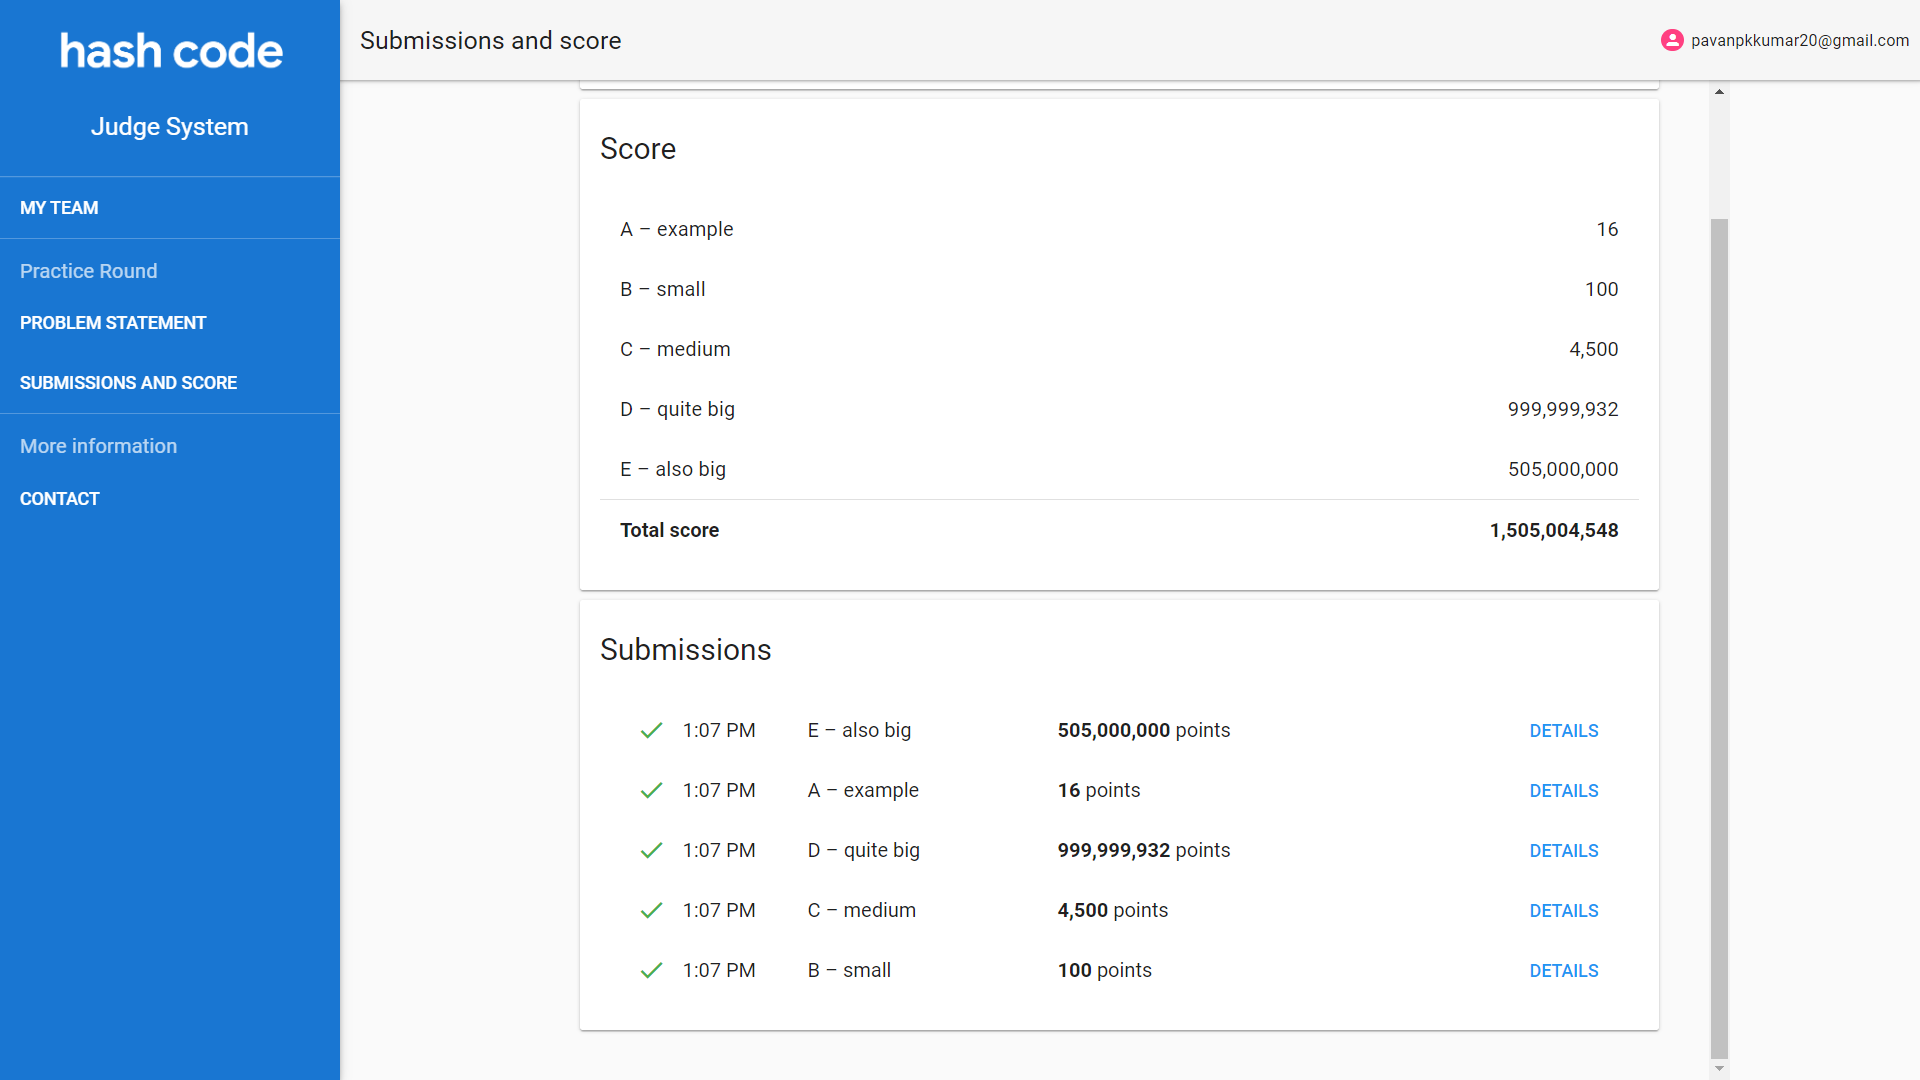 hash code
Judge System
MY TEAM
Practice Round
PROBLEM STATEMENT
SUBMISSIONS AND SCORE
More information
CONTACT
Submissions and score
pavanpkkumar20@gmail.com
Score
A – example 16
B – small 100
C – medium 4,500
D – quite big 999,999,932
E – also big 505,000,000
Total score 1,505,004,548
Submissions
1:07 PM E – also big 505,000,000 points DETAILS
1:07 PM A – example 16 points DETAILS
1:07 PM D – quite big 999,999,932 points DETAILS
1:07 PM C – medium 4,500 points DETAILS
1:07 PM B – small 100 points DETAILS